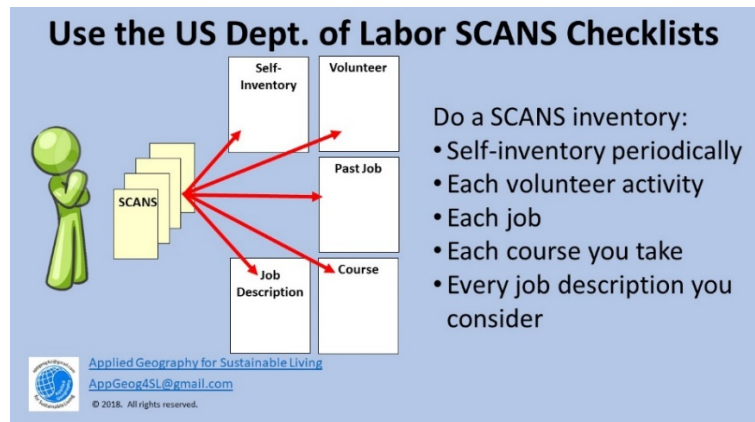 Use the US Dept. of Labor SCANS Checklists
Self-
Inventory
Volunteer
SCANS
Past Job
Job
Description
Course
Do a SCANS inventory:
• Self-inventory periodically
• Each volunteer activity
• Each job
• Each course you take
• Every job description you
consider
Applied Geography for Sustainable Living
AppGeog4SL@gmail.com
© 2018. All rights reserved.